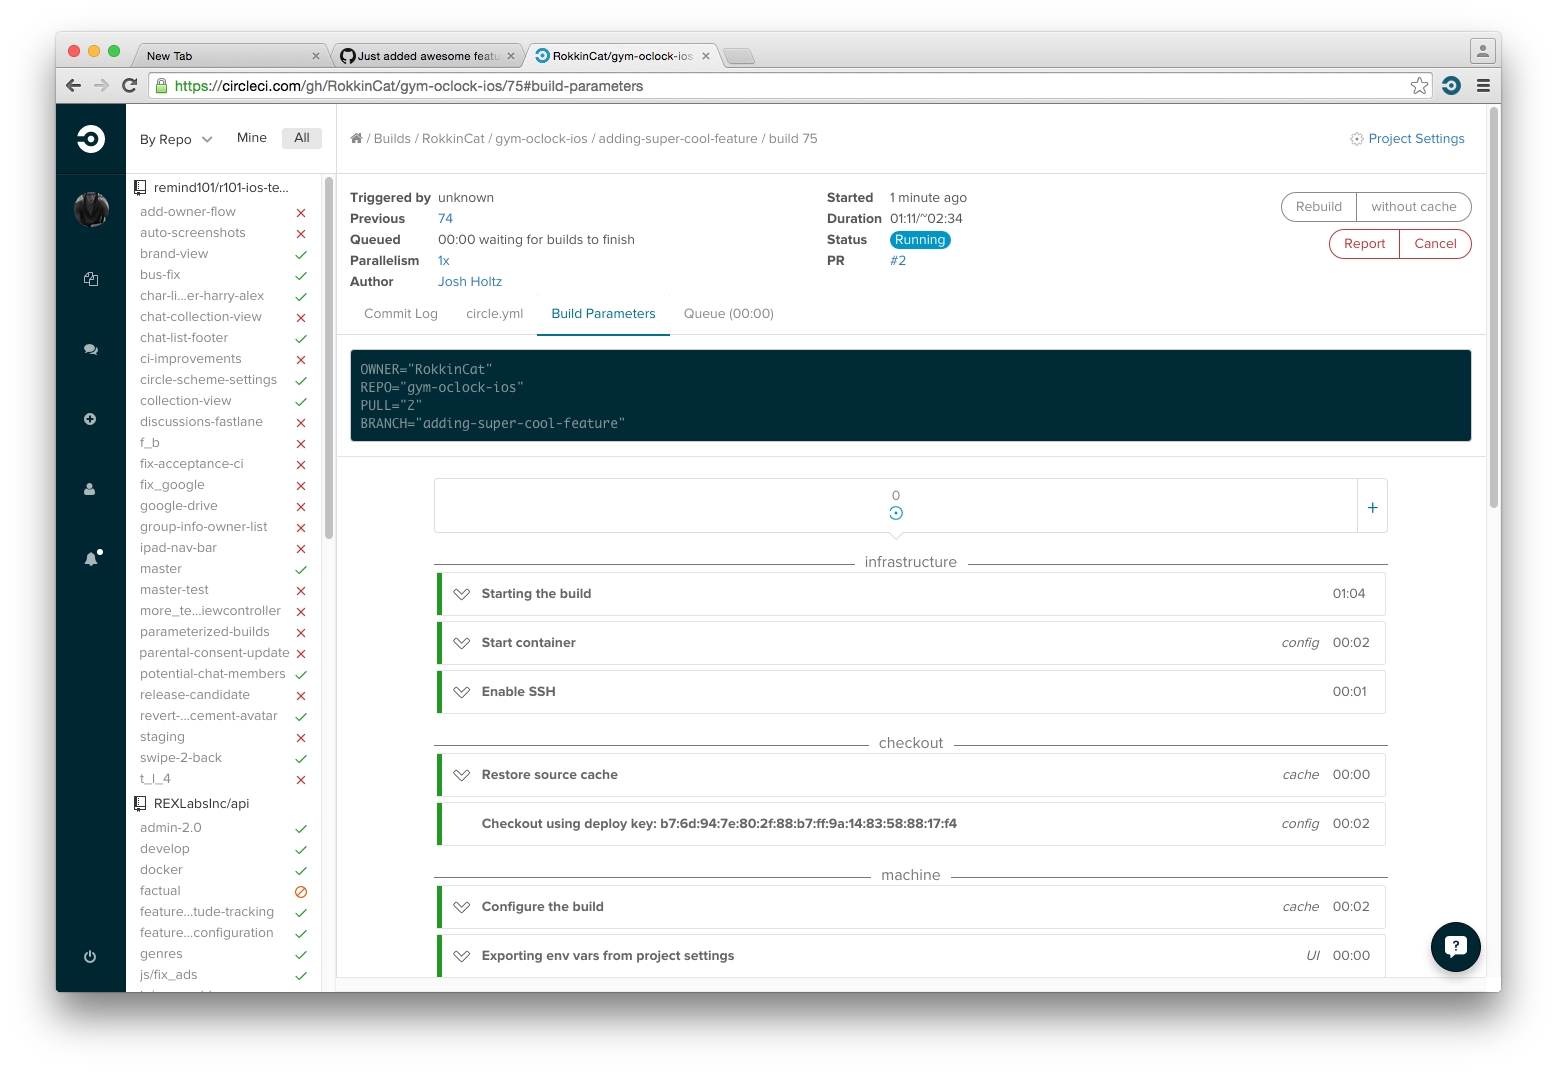 New Tab
Just added awesome featu
RokkinCat/gym-oclock-ios
https://circleci.com/gh/RokkinCat/gym-oclock-ios/75#build-parameters
By Repo
Mine
All
/ Builds / RokkinCat / gym-oclock-ios / adding-super-cool-feature / build 75
Project Settings
remind101/r101-ios-te...
add-owner-flow
auto-screenshots
brand-view
bus-fix
char-li...er-harry-alex
chat-collection-view
chat-list-footer
ci-improvements
circle-scheme-settings
collection-view
discussions-fastlane
f_b
fix-acceptance-ci
fix_google
google-drive
group-info-owner-list
ipad-nav-bar
master
master-test
more_te...iewcontroller
parameterized-builds
parental-consent-update
potential-chat-members
release-candidate
revert-...cement-avatar
staging
swipe-2-back
t_l_4
REXLabsInc/api
admin-2.0
develop
docker
factual
feature...tude-tracking
feature...configuration
genres
js/fix_ads
Triggered by unknown
Previous 74
Queued 00:00 waiting for builds to finish
Parallelism 1x
Author Josh Holtz
Started 1 minute ago
Duration 01:11/~02:34
Status Running
PR #2
Rebuild
without cache
Report
Cancel
Commit Log
circle.yml
Build Parameters
Queue (00:00)
OWNER="RokkinCat"
REPO="gym-oclock-ios"
PULL="2"
BRANCH="adding-super-cool-feature"
0
+
infrastructure
Starting the build 01:04
Start container config 00:02
Enable SSH 00:01
checkout
Restore source cache cache 00:00
Checkout using deploy key: b7:6d:94:7e:80:2f:88:b7:ff:9a:14:83:58:88:17:f4 config 00:02
machine
Configure the build cache 00:02
Exporting env vars from project settings UI 00:00